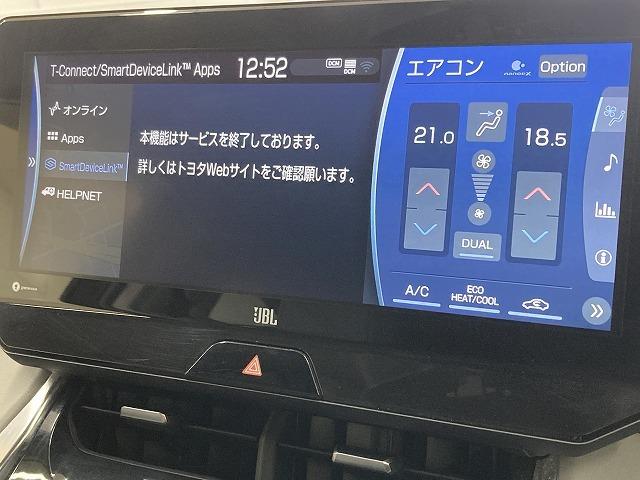 T-Connect/SmartDeviceLink™ Apps
12:52
DCM
DCM
オンライン
Apps
SmartDeviceLink™
HELPNET
本機能はサービスを終了しております。
詳しくはトヨタWebサイトをご確認願います。
エアコン
nanoeX
Option
21.0
18.5
DUAL
A/C
ECO
HEAT/COOL
JBL